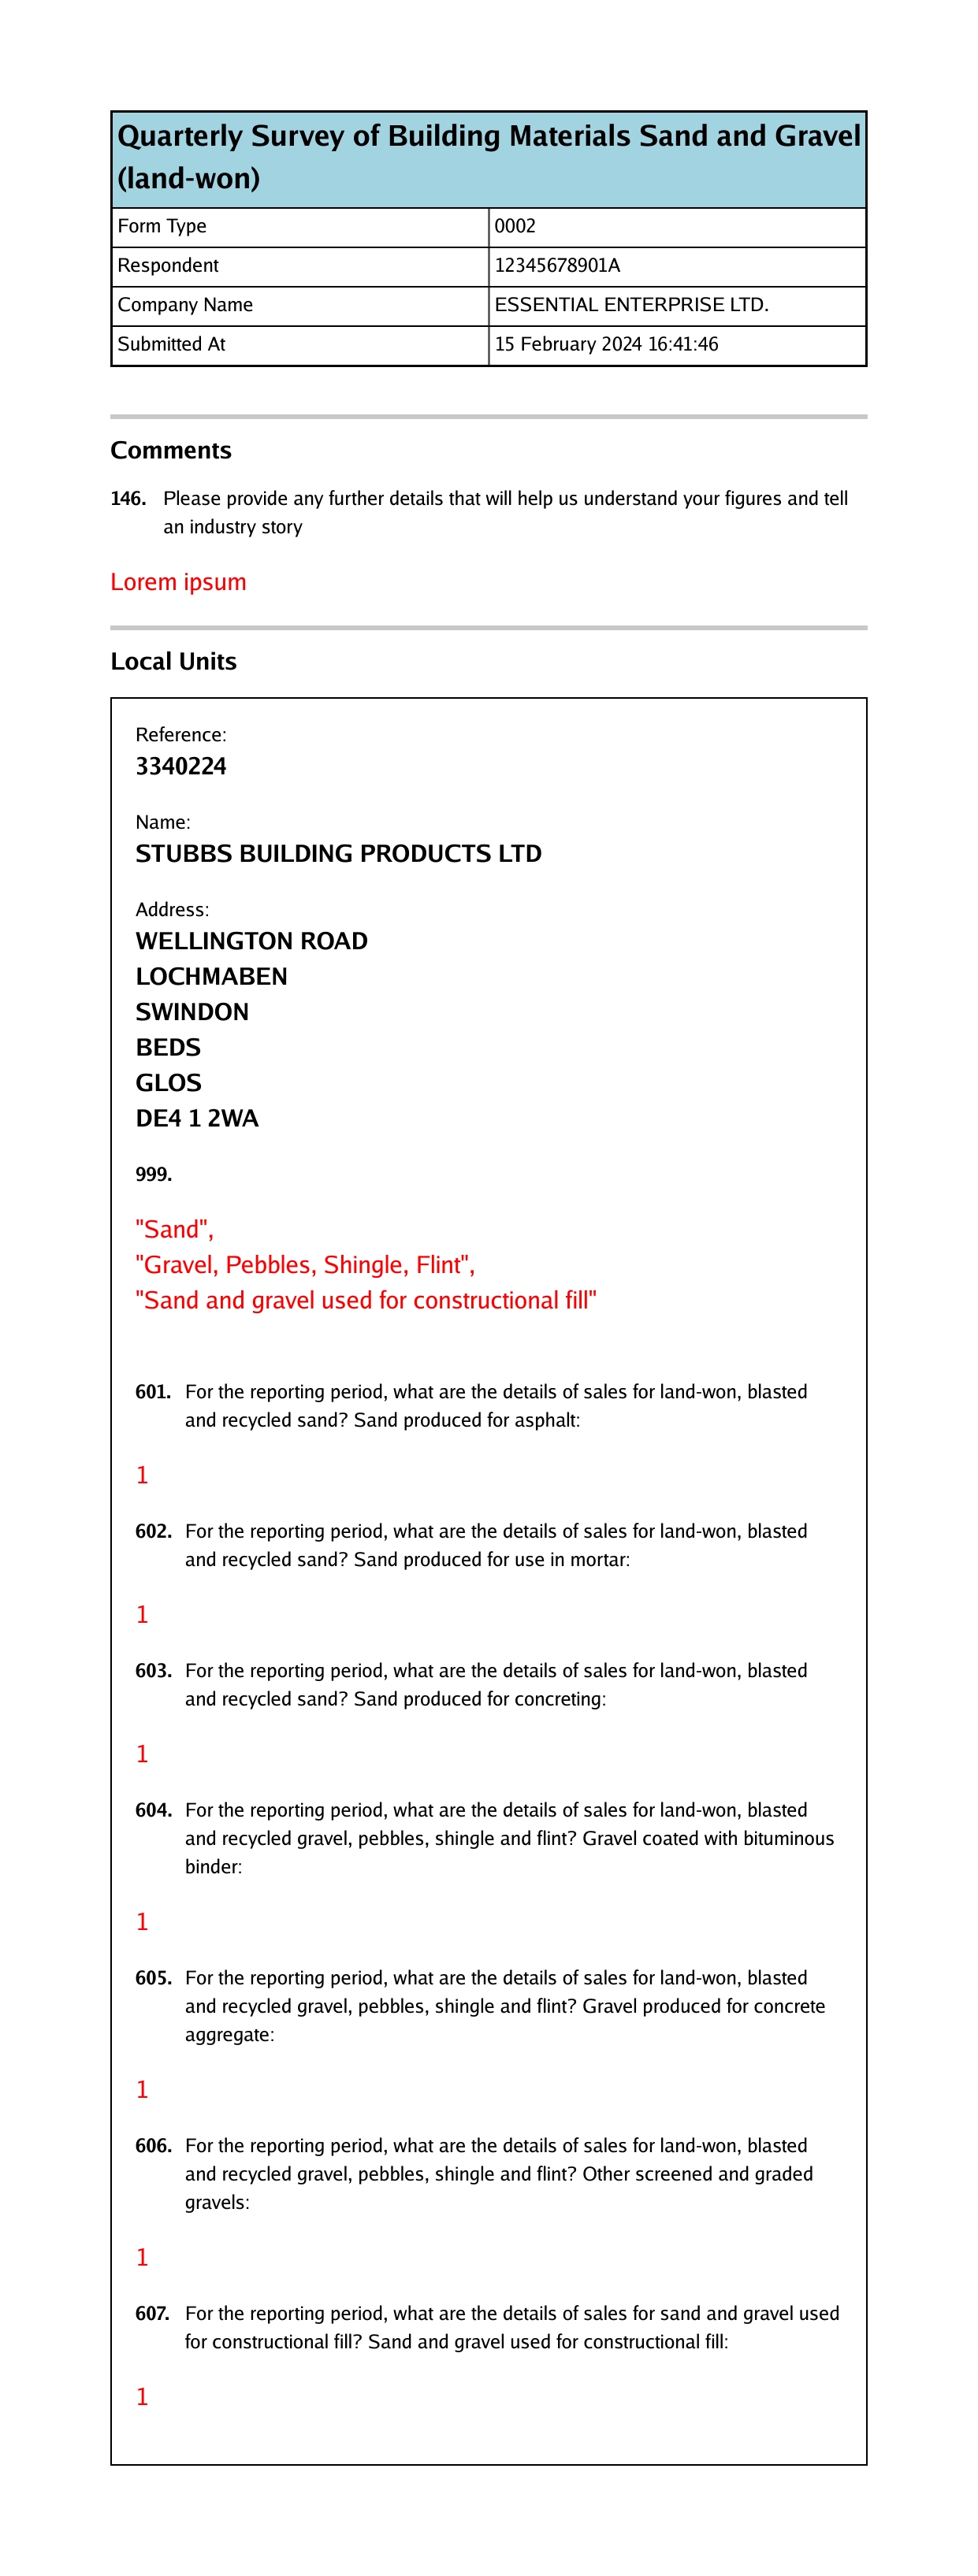 Quarterly Survey of Building Materials Sand and Gravel
(land-won)
Form Type 0002
Respondent 12345678901A
Company Name ESSENTIAL ENTERPRISE LTD.
Submitted At 15 February 2024 16:41:46
Comments
146. Please provide any further details that will help us understand your figures and tell
an industry story
Lorem ipsum
Local Units
Reference:
3340224
Name:
STUBBS BUILDING PRODUCTS LTD
Address:
WELLINGTON ROAD
LOCHMABEN
SWINDON
BEDS
GLOS
DE4 1 2WA
999.
"Sand",
"Gravel, Pebbles, Shingle, Flint",
"Sand and gravel used for constructional fill"
601. For the reporting period, what are the details of sales for land-won, blasted
and recycled sand? Sand produced for asphalt:
1
602. For the reporting period, what are the details of sales for land-won, blasted
and recycled sand? Sand produced for use in mortar:
1
603. For the reporting period, what are the details of sales for land-won, blasted
and recycled sand? Sand produced for concreting:
1
604. For the reporting period, what are the details of sales for land-won, blasted
and recycled gravel, pebbles, shingle and flint? Gravel coated with bituminous
binder:
1
605. For the reporting period, what are the details of sales for land-won, blasted
and recycled gravel, pebbles, shingle and flint? Gravel produced for concrete
aggregate:
1
606. For the reporting period, what are the details of sales for land-won, blasted
and recycled gravel, pebbles, shingle and flint? Other screened and graded
gravels:
1
607. For the reporting period, what are the details of sales for sand and gravel used
for constructional fill? Sand and gravel used for constructional fill:
1